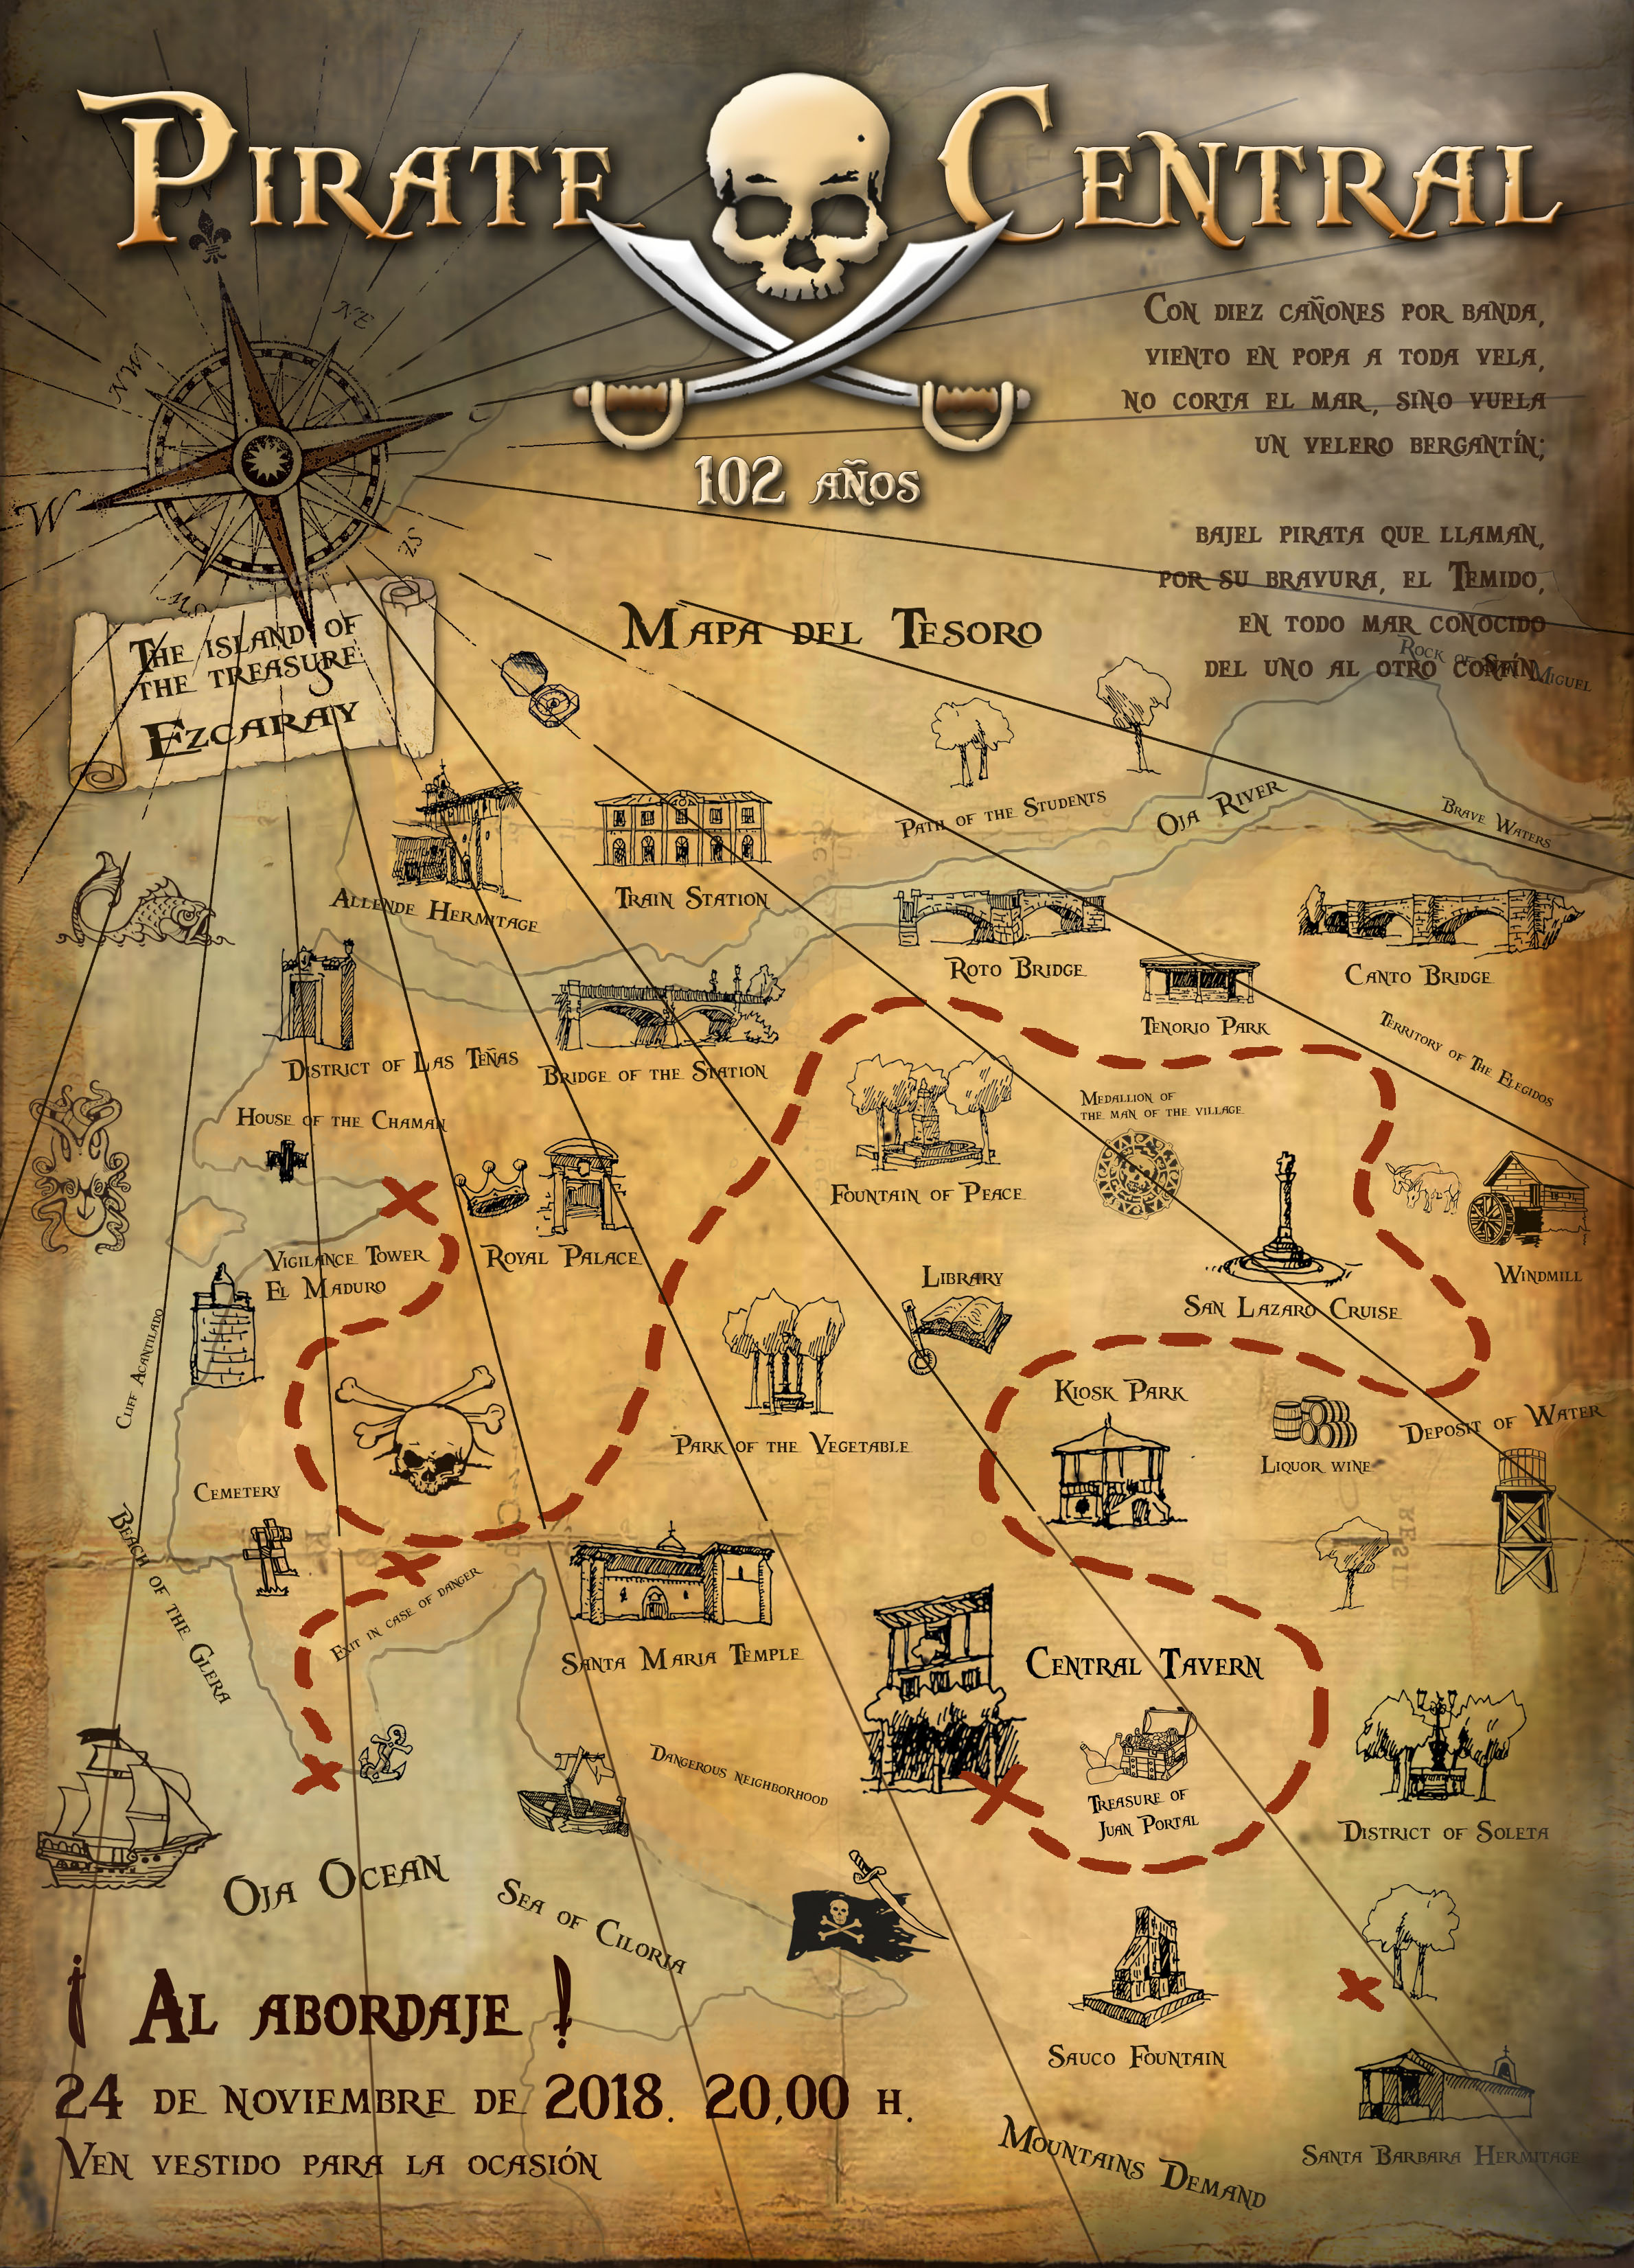 Pirate Central
102 años
Con diez cañones por banda,
viento en popa a toda vela,
no corta el mar, sino vuela
un velero bergantín;
bajel pirata que llaman,
por su bravura, el Temido,
en todo mar conocido
del uno al otro confín.
NW
NE
W
The island of
the treasure
Ezcaray
Mapa del Tesoro
Rock of San Miguel
Path of the Students
Oja River
Brave Waters
Allende Hermitage
Train Station
Roto Bridge
Canto Bridge
Tenorio Park
Territory of The Elegidos
District of Las Teñas
Bridge of the Station
House of the Chaman
Medallion of
the man of the village
Fountain of Peace
Vigilance Tower
El Maduro
Royal Palace
Library
San Lazaro Cruise
Windmill
Cliff Acantilado
Kiosk Park
Park of the Vegetable
Liquor wine
Deposit of Water
Cemetery
Beach of the Glera
Exit in case of danger
Santa Maria Temple
Central Tavern
Dangerous neighborhood
Treasure of
Juan Portal
District of Soleta
Oja Ocean
Sea of Ciloria
¡ Al abordaje !
Sauco Fountain
24 de noviembre de 2018. 20,00 h.
Ven vestido para la ocasión
Mountains Demand
Santa Barbara Hermitage